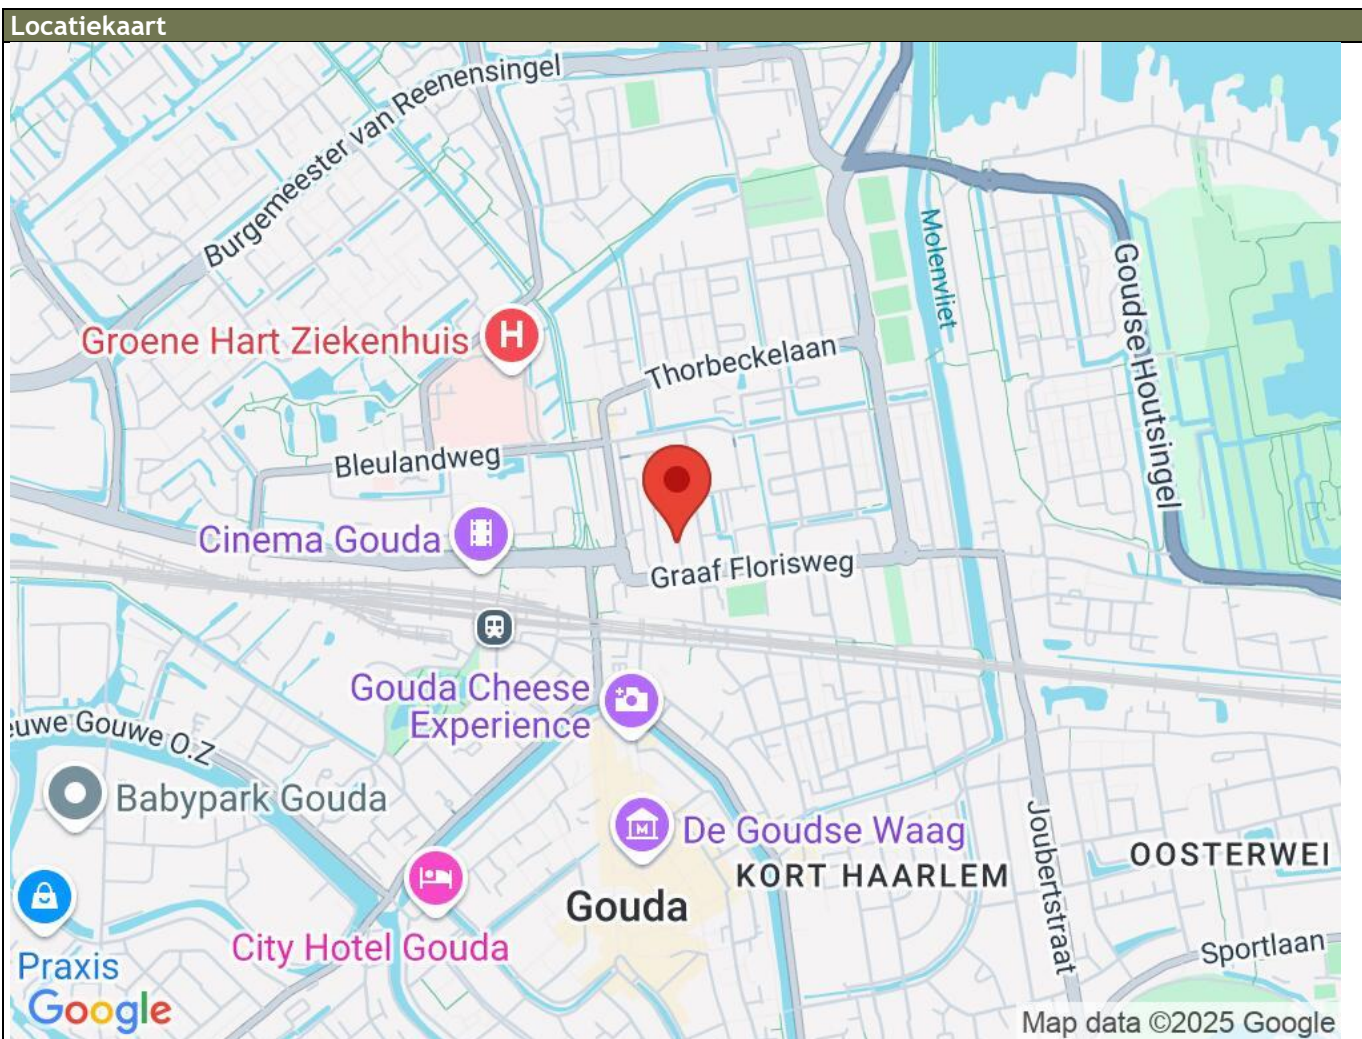 Locatiekaart
Burgemeester van Reenensingel
Molenvliet
Goudse Houtsingel
Groene Hart Ziekenhuis
H
Thorbeckelaan
Bleulandweg
Cinema Gouda
Graaf Florisweg
Gouda Cheese
Experience
euwe Gouwe O.Z
Babypark Gouda
De Goudse Waag
M
KORT HAARLEM
Joubertstraat
OOSTERWEI
Gouda
City Hotel Gouda
Sportlaan
Praxis
Google
Map data ©2025 Google